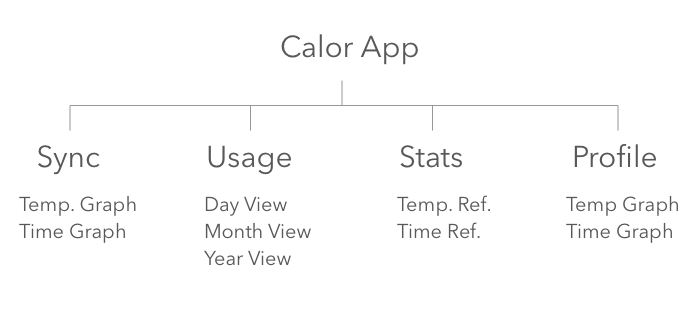 Calor App
Sync
Temp. Graph
Time Graph
Usage
Day View
Month View
Year View
Stats
Temp. Ref.
Time Ref.
Profile
Temp Graph
Time Graph